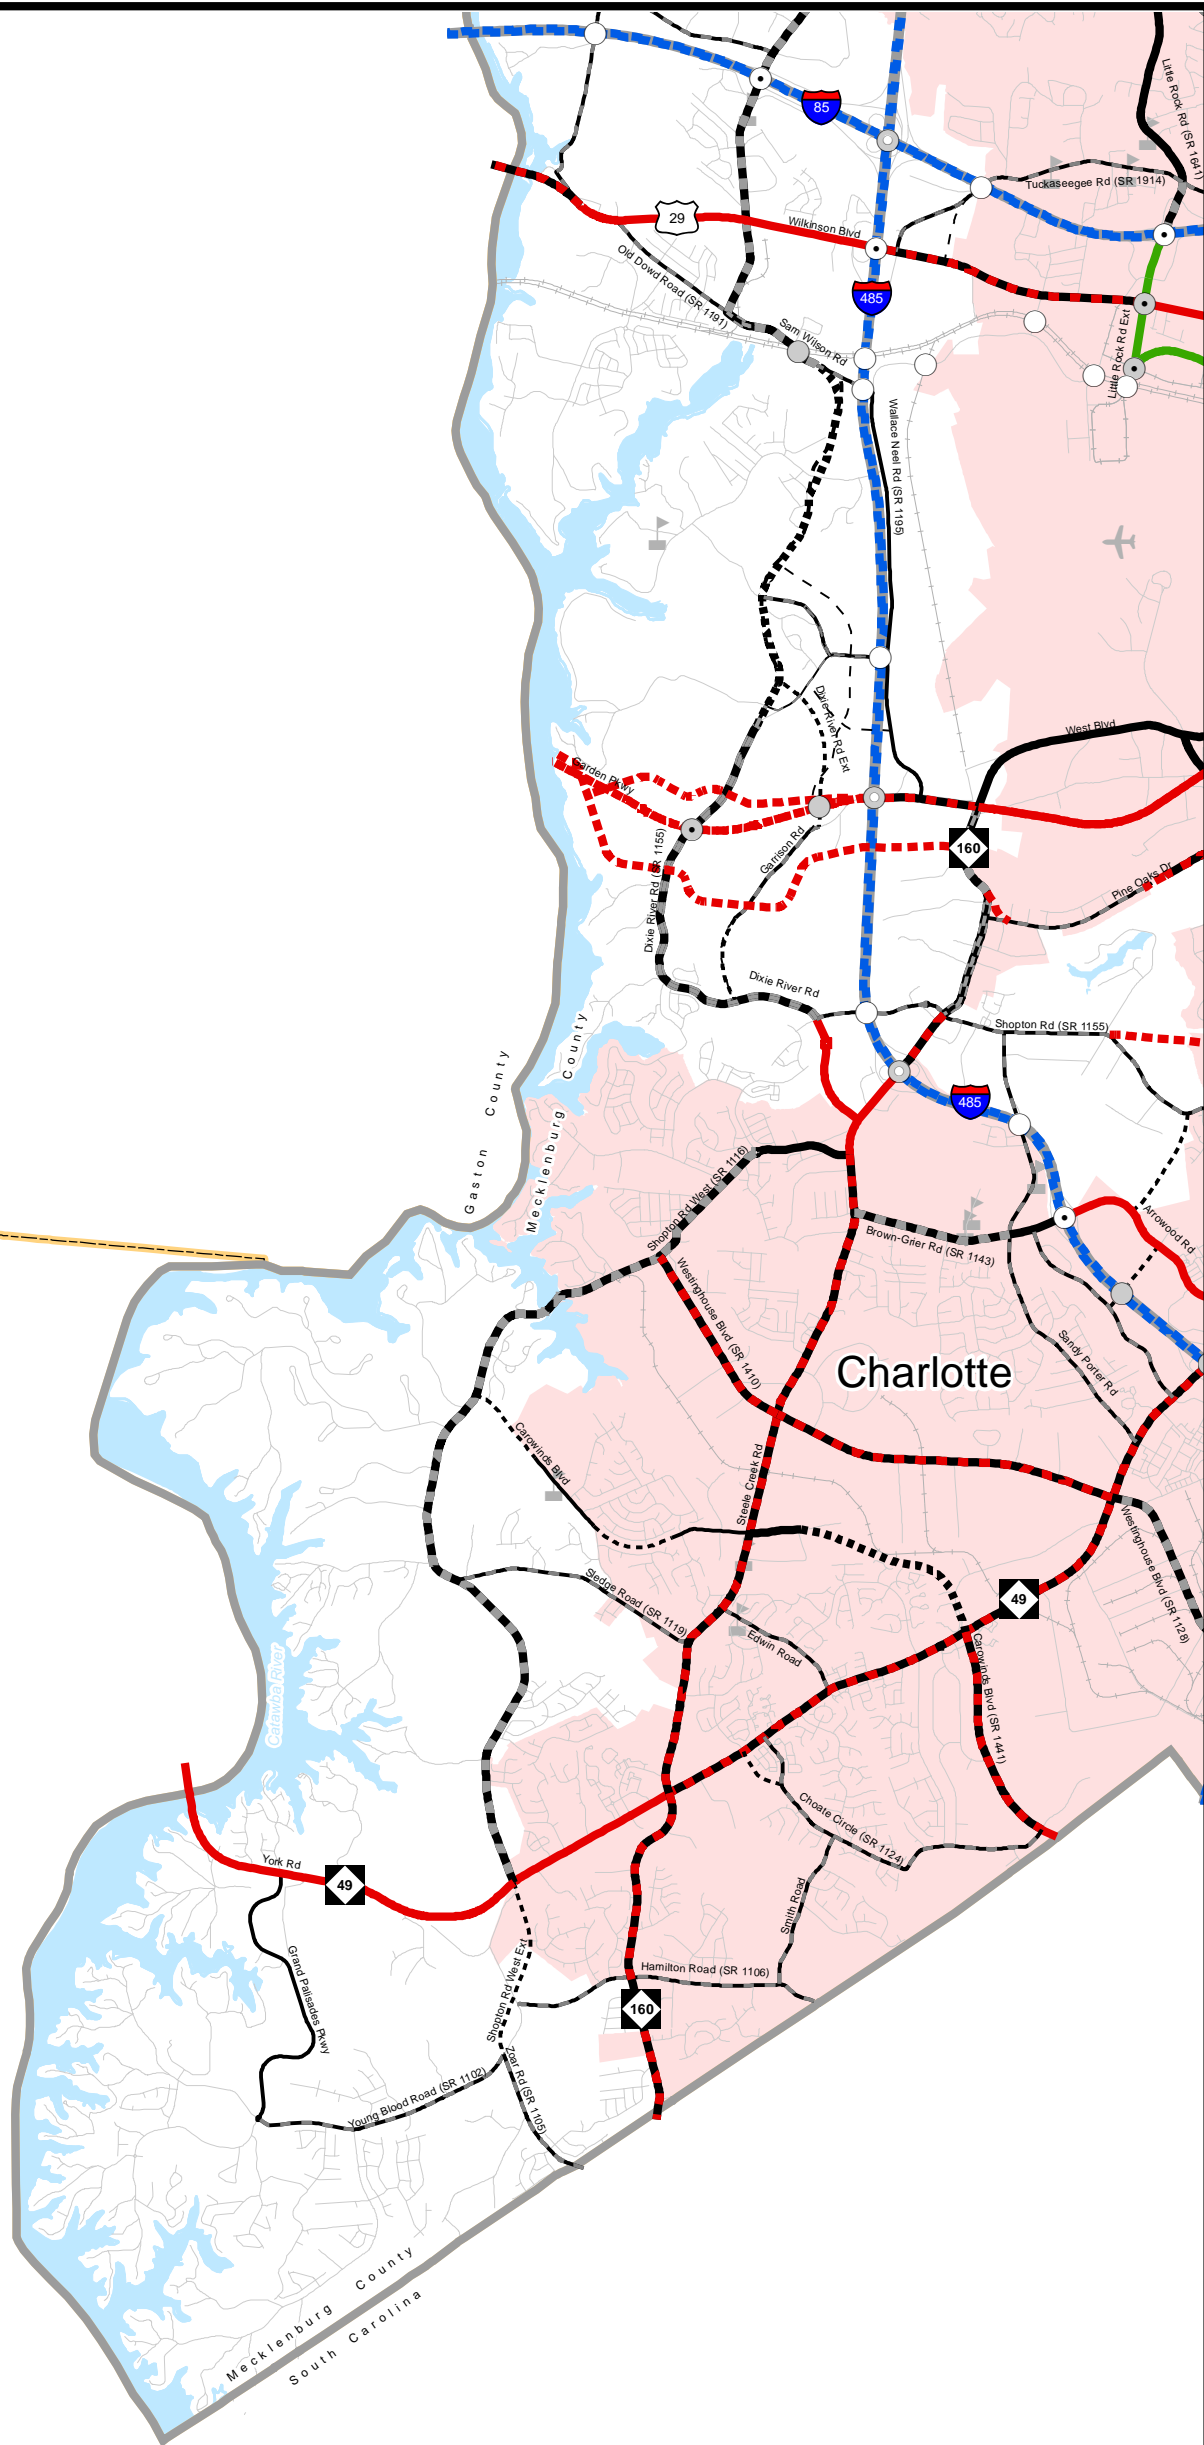 85
Little Rock Rd (SR 1641)
Tuckaseegee Rd (SR 1914)
29
Wilkinson Blvd
Old Dowd Road (SR 1191)
485
Sam Wilson Rd
Little Rock Rd Ext
Wallace Neel Rd (SR 1195)
Dixie River Rd Ext
West Blvd
Garden Pkwy
Garrison Rd
160
Dixie River Rd (SR 1155)
Pine Oaks Dr
Dixie River Rd
Shopton Rd (SR 1155)
Gaston County
Mecklenburg County
485
Shopton Rd West (SR 1116)
Arrowood Rd
Brown-Grier Rd (SR 1143)
Westinghouse Blvd (SR 1410)
Sandy Porter Rd
Charlotte
Carowinds Blvd
Steele Creek Rd
Westinghouse Blvd (SR 1128)
Sledge Road (SR 1119)
49
Edwin Road
Carowinds Blvd (SR 1441)
Catawba River
Choate Circle (SR 1124)
York Rd
49
Smith Road
Grand Palisades Pkwy
Shopton Rd West Ext
Hamilton Road (SR 1106)
160
Zoar Rd (SR 1105)
Young Blood Road (SR 1102)
Mecklenburg County
South Carolina